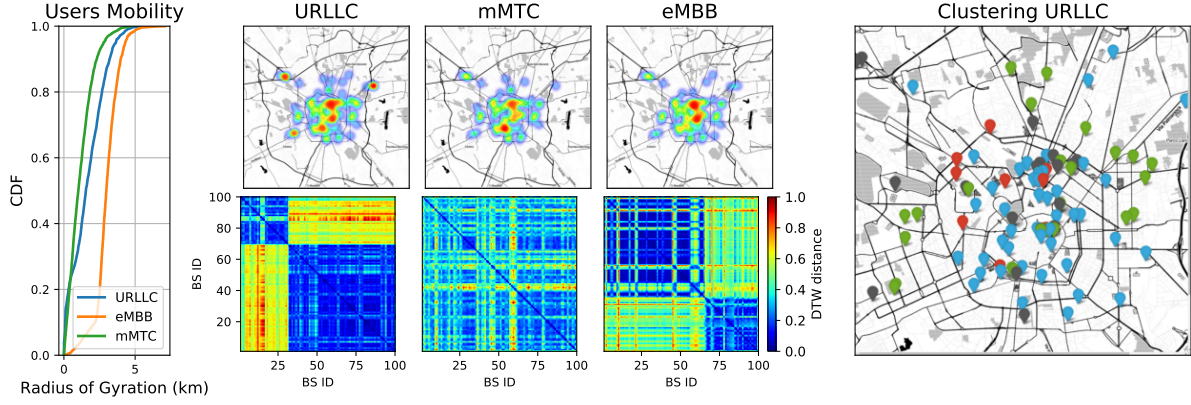 Users Mobility
URLLC
mMTC
eMBB
Clustering URLLC
CDF
1.0
0.8
0.6
0.4
0.2
0.0
URLLC
eMBB
mMTC
0
5
Radius of Gyration (km)
BS ID
100
80
60
40
20
25
50
75
100
BS ID
25
50
75
100
BS ID
25
50
75
100
BS ID
1.0
0.8
0.6
0.4
0.2
0.0
DTW distance